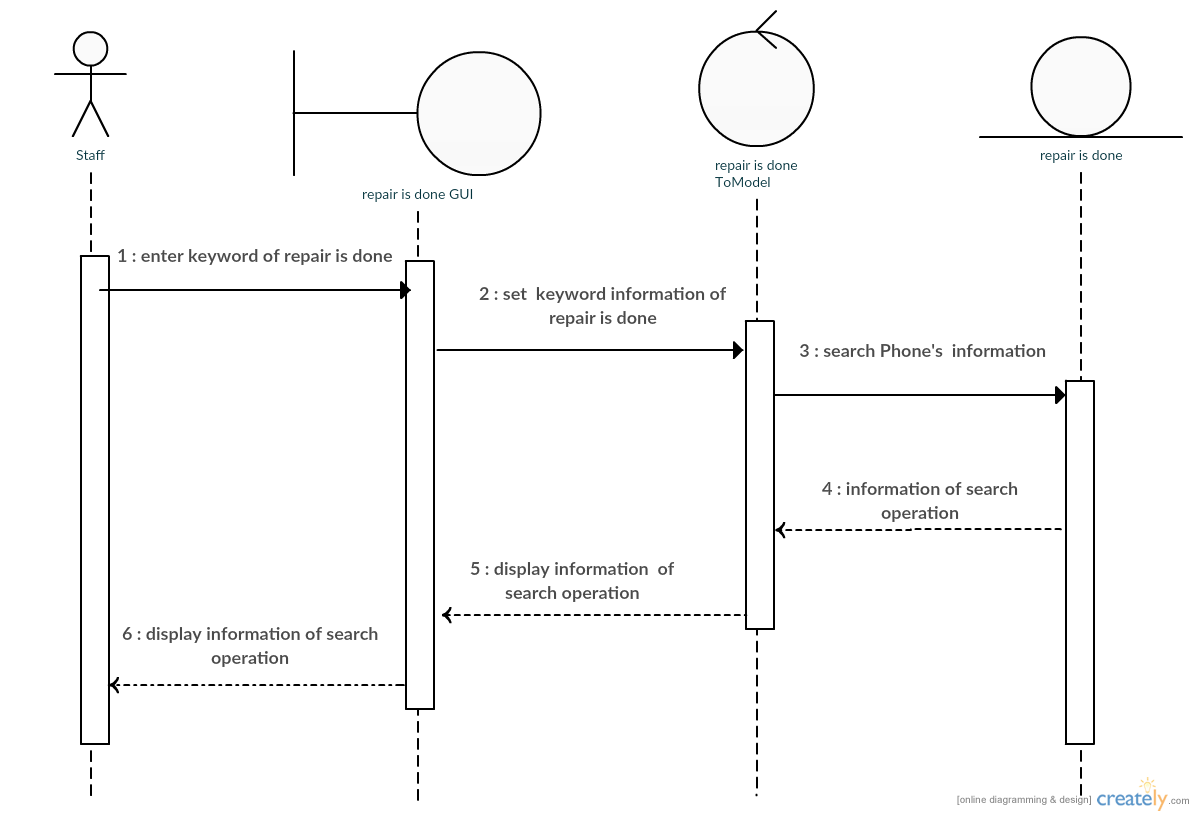 Staff
repair is done GUI
repair is done
ToModel
repair is done
1 : enter keyword of repair is done
2 : set  keyword information of
repair is done
3 : search Phone's  information
4 : information of search
operation
5 : display information  of
search operation
6 : display information of search
operation
[online diagramming & design] creately.com